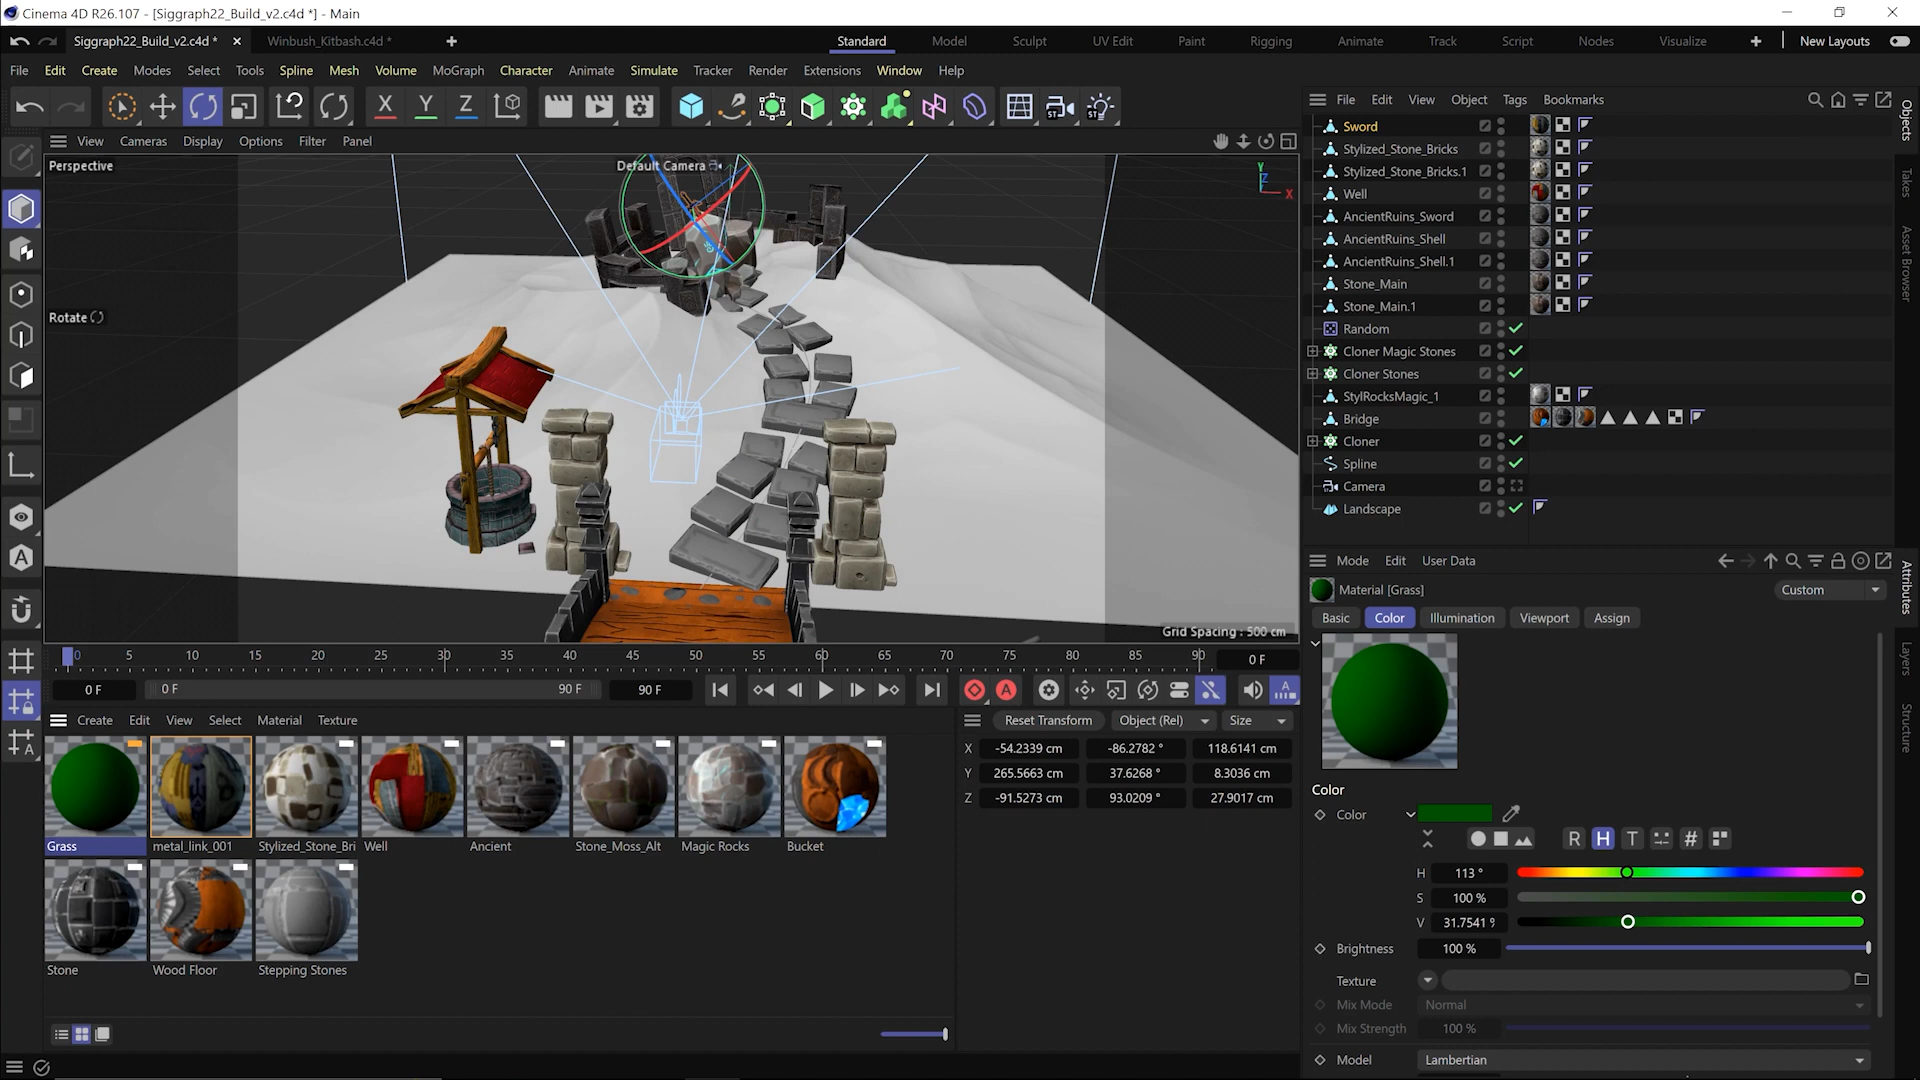 Cinema 4D R26.107 - [Siggraph22_Build_v2.c4d *] - Main
Siggraph22_Build_v2.c4d * Winbush_Kitbash.c4d * Standard Model Sculpt UV Edit Paint Rigging Animate Track Script Nodes Visualize New Layouts
File Edit Create Modes Select Tools Spline Mesh Volume MoGraph Character Animate Simulate Tracker Render Extensions Window Help
X Y Z
File Edit View Object Tags Bookmarks
View Cameras Display Options Filter Panel
Perspective
Default Camera
Y
Z
X
Rotate
Grid Spacing : 500 cm
Sword
Stylized_Stone_Bricks
Stylized_Stone_Bricks.1
Well
AncientRuins_Sword
AncientRuins_Shell
AncientRuins_Shell.1
Stone_Main
Stone_Main.1
Random
Cloner Magic Stones
Cloner Stones
StylRocksMagic_1
Bridge
Cloner
Spline
Camera
Landscape
Objects
Takes
Asset Browser
Attributes
Layers
Structure
0 5 10 15 20 25 30 35 40 45 50 55 60 65 70 75 80 85 90 0 F
0 F 0 F 90 F 90 F
Create Edit View Select Material Texture
Grass metal_link_001 Stylized_Stone_Bri Well Ancient Stone_Moss_Alt Magic Rocks Bucket
Stone Wood Floor Stepping Stones
Reset Transform Object (Rel) Size
X -54.2339 cm -86.2782 ° 118.6141 cm
Y 265.5663 cm 37.6268 ° 8.3036 cm
Z -91.5273 cm 93.0209 ° 27.9017 cm
Mode Edit User Data
Material [Grass]
Custom
Basic Color Illumination Viewport Assign
Color
Color
R H T #
H 113 °
S 100 %
V 31.7541 %
Brightness 100 %
Texture
Mix Mode Normal
Mix Strength 100 %
Model Lambertian